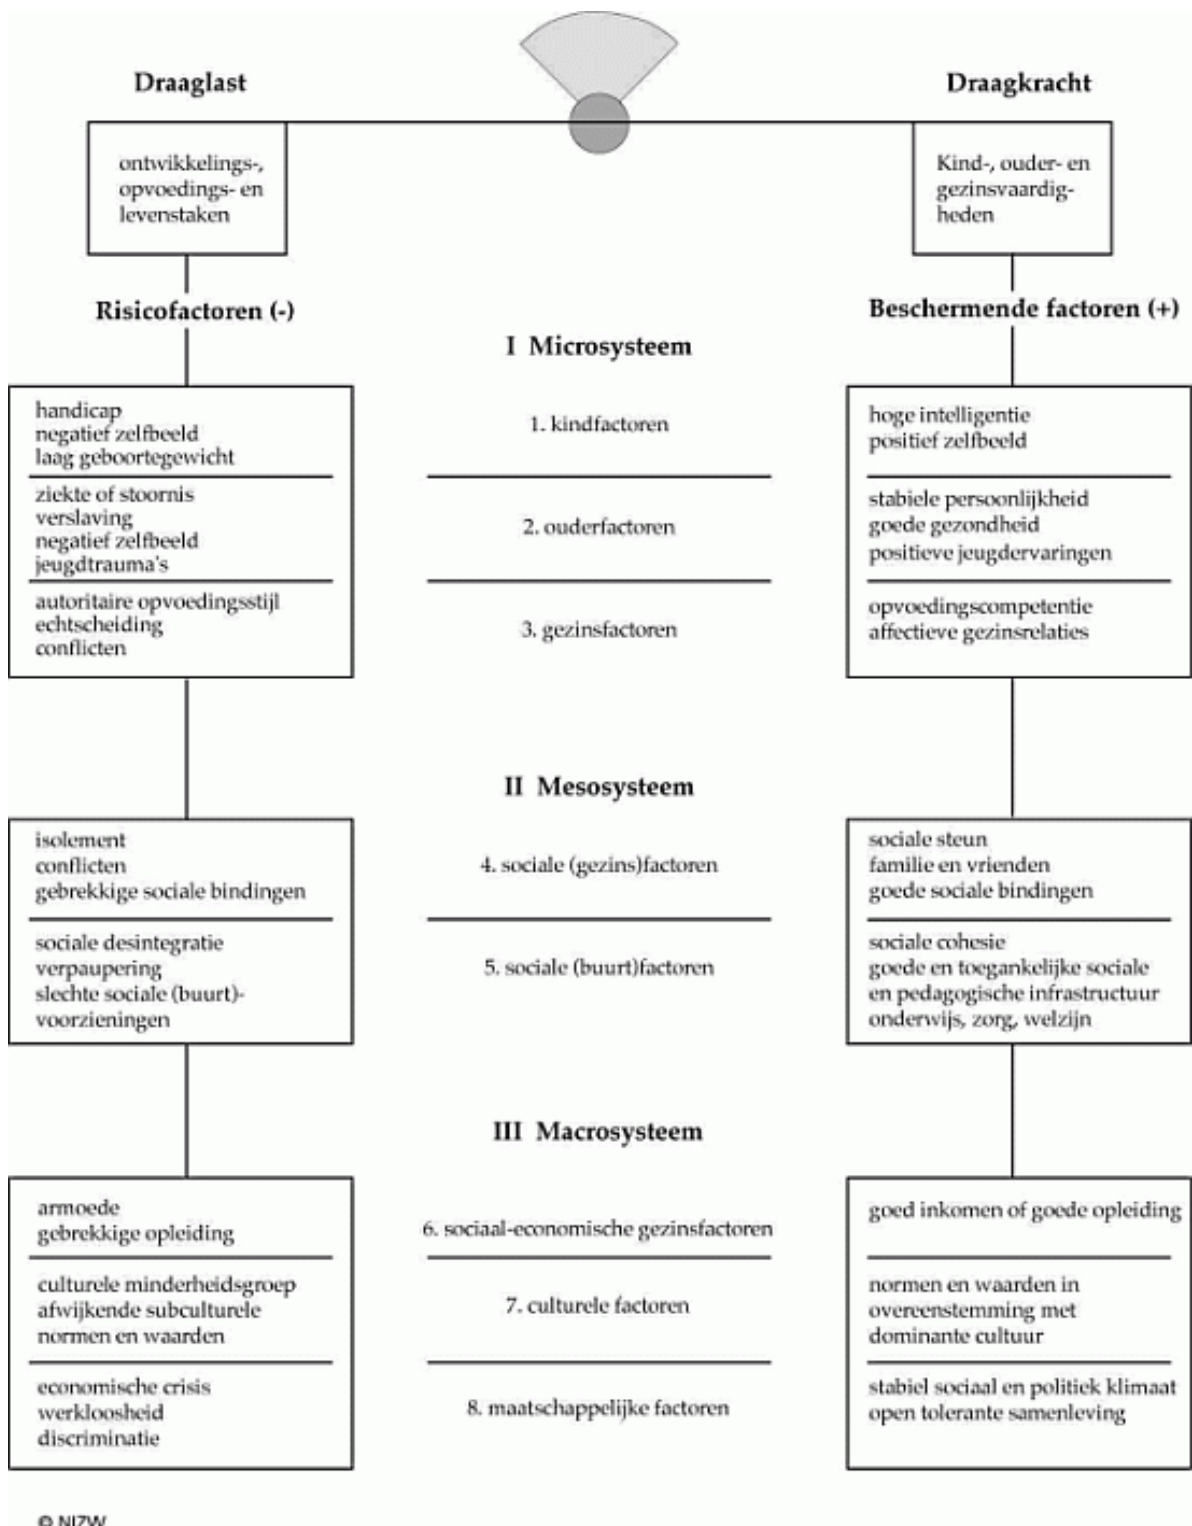 Draaglast
Draagkracht
ontwikkelings-,
opvoedings- en
levenstaken
Kind-, ouder- en
gezinsvaardig-
heden
Risicofactoren (-)
Beschermende factoren (+)
I Microsysteem
handicap
negatief zelfbeeld
laag geboortegewicht
1. kindfactoren
hoge intelligentie
positief zelfbeeld
ziekte of stoornis
verslaving
negatief zelfbeeld
jeugdtrauma's
2. ouderfactoren
stabiele persoonlijkheid
goede gezondheid
positieve jeugdervaringen
autoritaire opvoedingsstijl
echtscheiding
conflicten
3. gezinsfactoren
opvoedingscompetentie
affectieve gezinsrelaties
II Mesosysteem
isolement
conflicten
gebrekkige sociale bindingen
4. sociale (gezins)factoren
sociale steun
familie en vrienden
goede sociale bindingen
sociale desintegratie
verpaupering
slechte sociale (buurt)-
voorzieningen
5. sociale (buurt)factoren
sociale cohesie
goede en toegankelijke sociale
en pedagogische infrastructuur
onderwijs, zorg, welzijn
III Macrosysteem
armoede
gebrekkige opleiding
6. sociaal-economische gezinsfactoren
goed inkomen of goede opleiding
culturele minderheidsgroep
afwijkende subculturele
normen en waarden
7. culturele factoren
normen en waarden in
overeenstemming met
dominante cultuur
economische crisis
werkloosheid
discriminatie
8. maatschappelijke factoren
stabiel sociaal en politiek klimaat
open tolerante samenleving
© NIZW